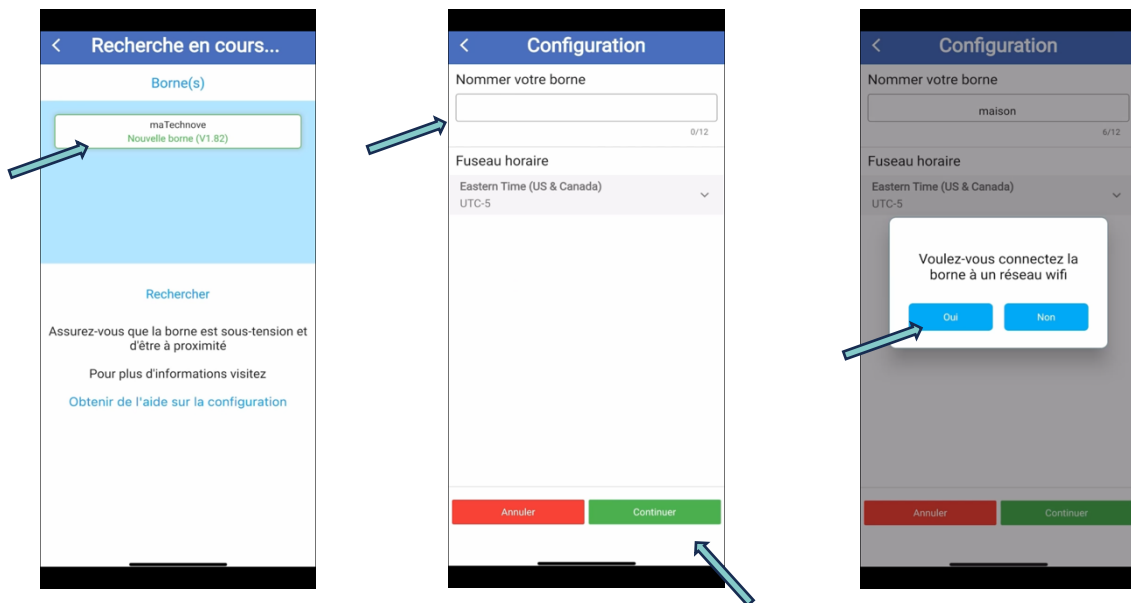 Recherche en cours...
Borne(s)
maTechnove
Nouvelle borne (V1.82)
Rechercher
Assurez-vous que la borne est sous-tension et
d'être à proximité
Pour plus d'informations visitez
Obtenir de l'aide sur la configuration
Configuration
Nommer votre borne
0/12
Fuseau horaire
Eastern Time (US & Canada)
UTC-5
Annuler
Continuer
Configuration
Nommer votre borne
maison
6/12
Fuseau horaire
Eastern Time (US & Canada)
UTC-5
Voulez-vous connectez la
borne à un réseau wifi
Oui
Non
Annuler
Continuer